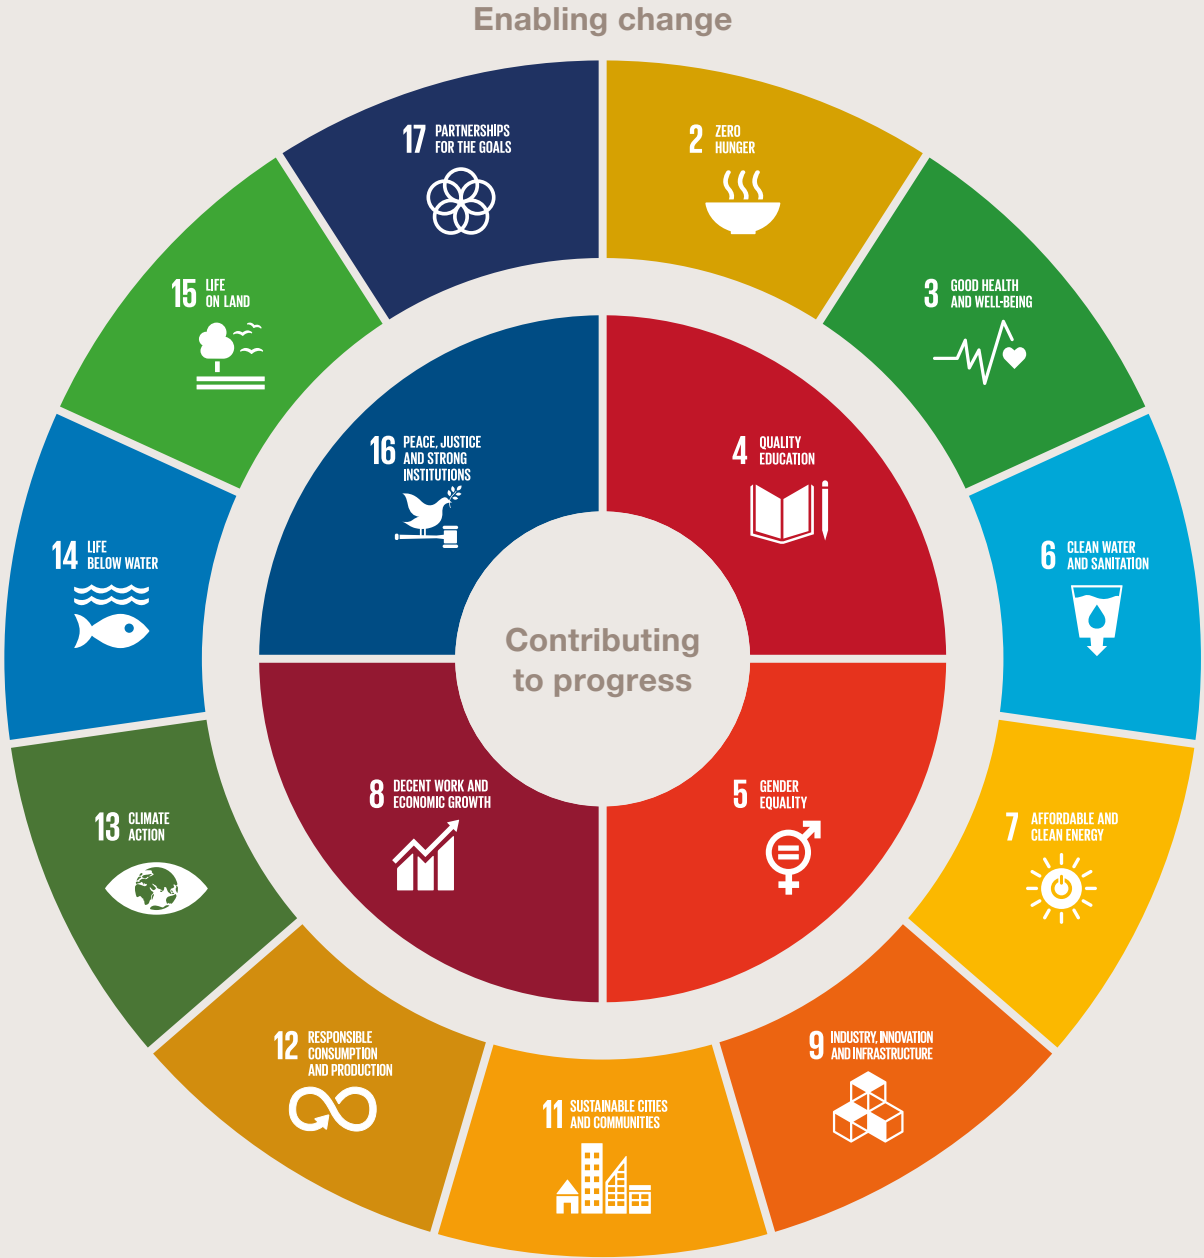 Enabling change
17 PARTNERSHIPS
FOR THE GOALS
2 ZERO
HUNGER
15 LIFE
ON LAND
3 GOOD HEALTH
AND WELL-BEING
16 PEACE, JUSTICE
AND STRONG
INSTITUTIONS
4 QUALITY
EDUCATION
14 LIFE
BELOW WATER
6 CLEAN WATER
AND SANITATION
Contributing
to progress
8 DECENT WORK AND
ECONOMIC GROWTH
5 GENDER
EQUALITY
13 CLIMATE
ACTION
7 AFFORDABLE AND
CLEAN ENERGY
12 RESPONSIBLE
CONSUMPTION
AND PRODUCTION
9 INDUSTRY, INNOVATION
AND INFRASTRUCTURE
11 SUSTAINABLE CITIES
AND COMMUNITIES